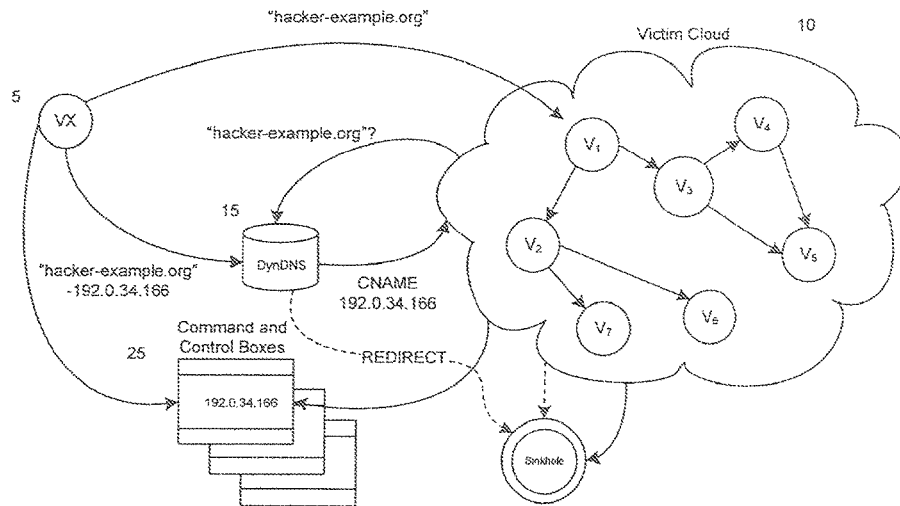 "hacker-example.org"
10
Victim Cloud
5
VX
"hacker-example.org"?
V1
V4
V3
15
V2
V5
DynDNS
"hacker-example.org"
-192.0.34.166
CNAME
192.0.34.166
V7
V6
Command and
Control Boxes
25
REDIRECT
192.0.34.166
Sinkhole